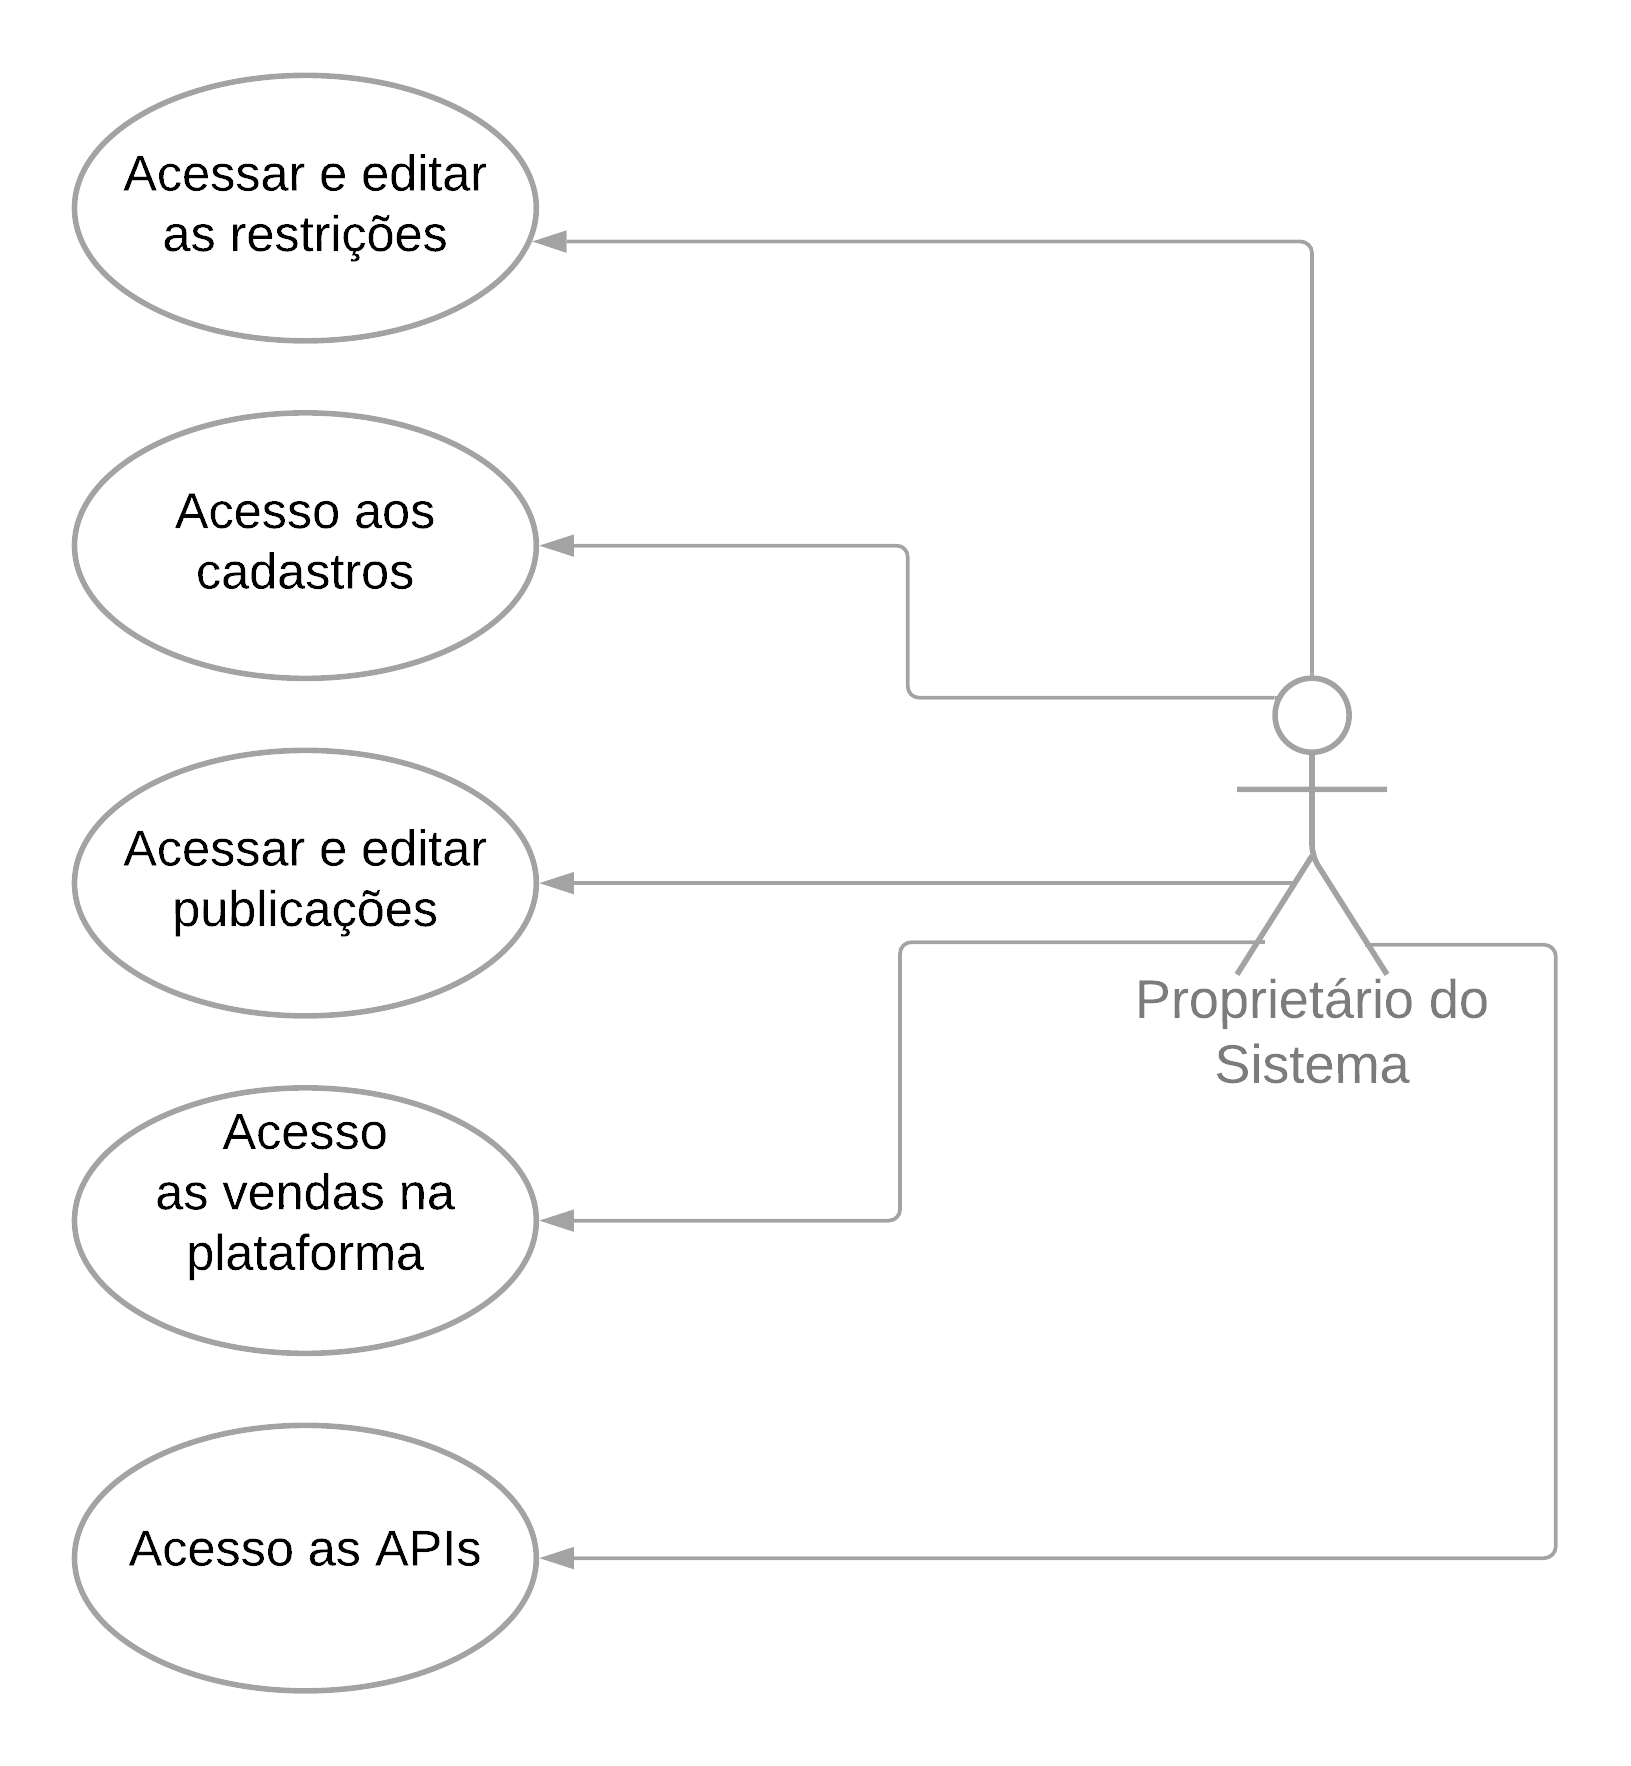 Acessar e editar
as restrições
Acesso aos
cadastros
Acessar e editar
publicações
Proprietário do
Sistema
Acesso
as vendas na
plataforma
Acesso as APIs